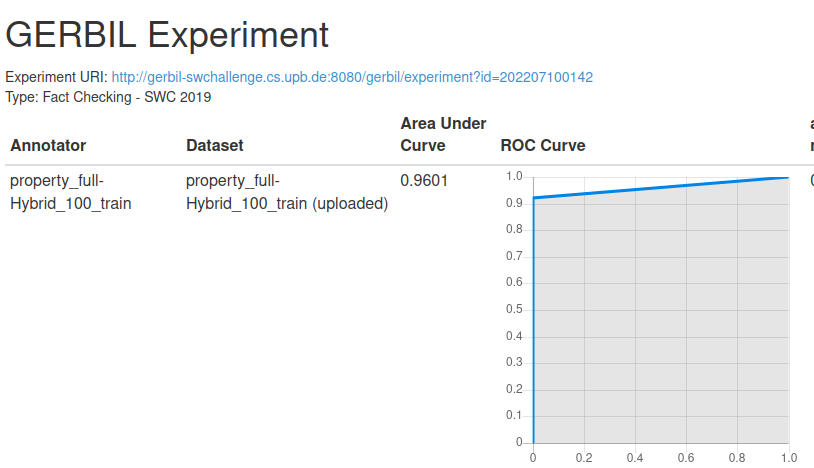 GERBIL Experiment
Experiment URI: http://gerbil-swchallenge.cs.upb.de:8080/gerbil/experiment?id=202207100142
Type: Fact Checking - SWC 2019
Annotator Dataset Area Under Curve ROC Curve
property_full-Hybrid_100_train property_full-Hybrid_100_train (uploaded) 0.9601
1.0
0.9
0.8
0.7
0.6
0.5
0.4
0.3
0.2
0.1
0
0 0.2 0.4 0.6 0.8 1.0